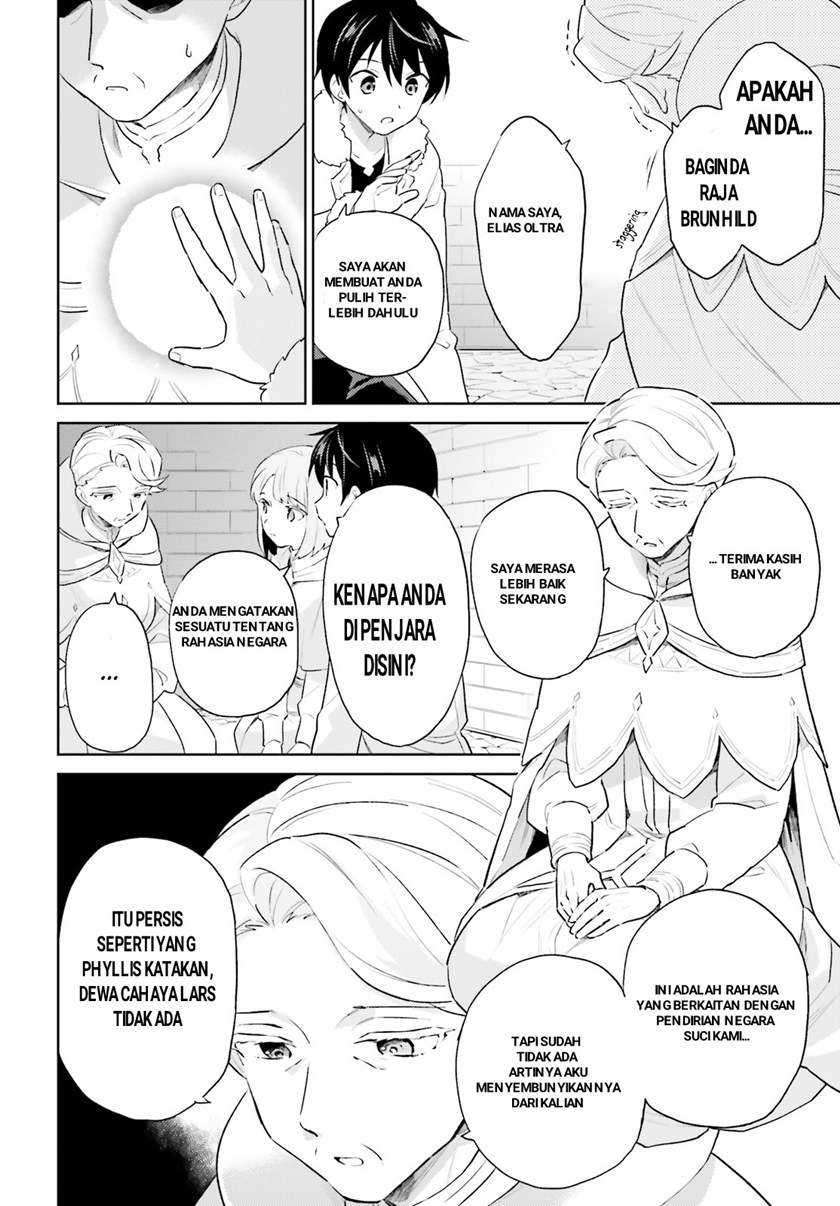 APAKAH
ANDA...
BAGINDA
RAJA
BRUNHILD
staggering
NAMA SAYA,
ELIAS OLTRA
SAYA AKAN
MEMBUAT ANDA
PULIH TER-
LEBIH DAHULU
...TERIMA KASIH
BANYAK
SAYA MERASA
LEBIH BAIK
SEKARANG
KENAPA ANDA
DIPENJARA
DISINI?
ANDA MENGATAKAN
SESUATU TENTANG
RAHASIA NEGARA
...
INI ADALAH RAHASIA
YANG BERKAITAN DENGAN
PENDIRIAN NEGARA
SUCI KAMI...
TAPI SUDAH
TIDAK ADA
ARTINYA AKU
MENYEMBUNYIKANNYA
DARI KALIAN
ITU PERSIS
SEPERTI YANG
PHYLLIS KATAKAN,
DEWA CAHAYA LARS
TIDAK ADA